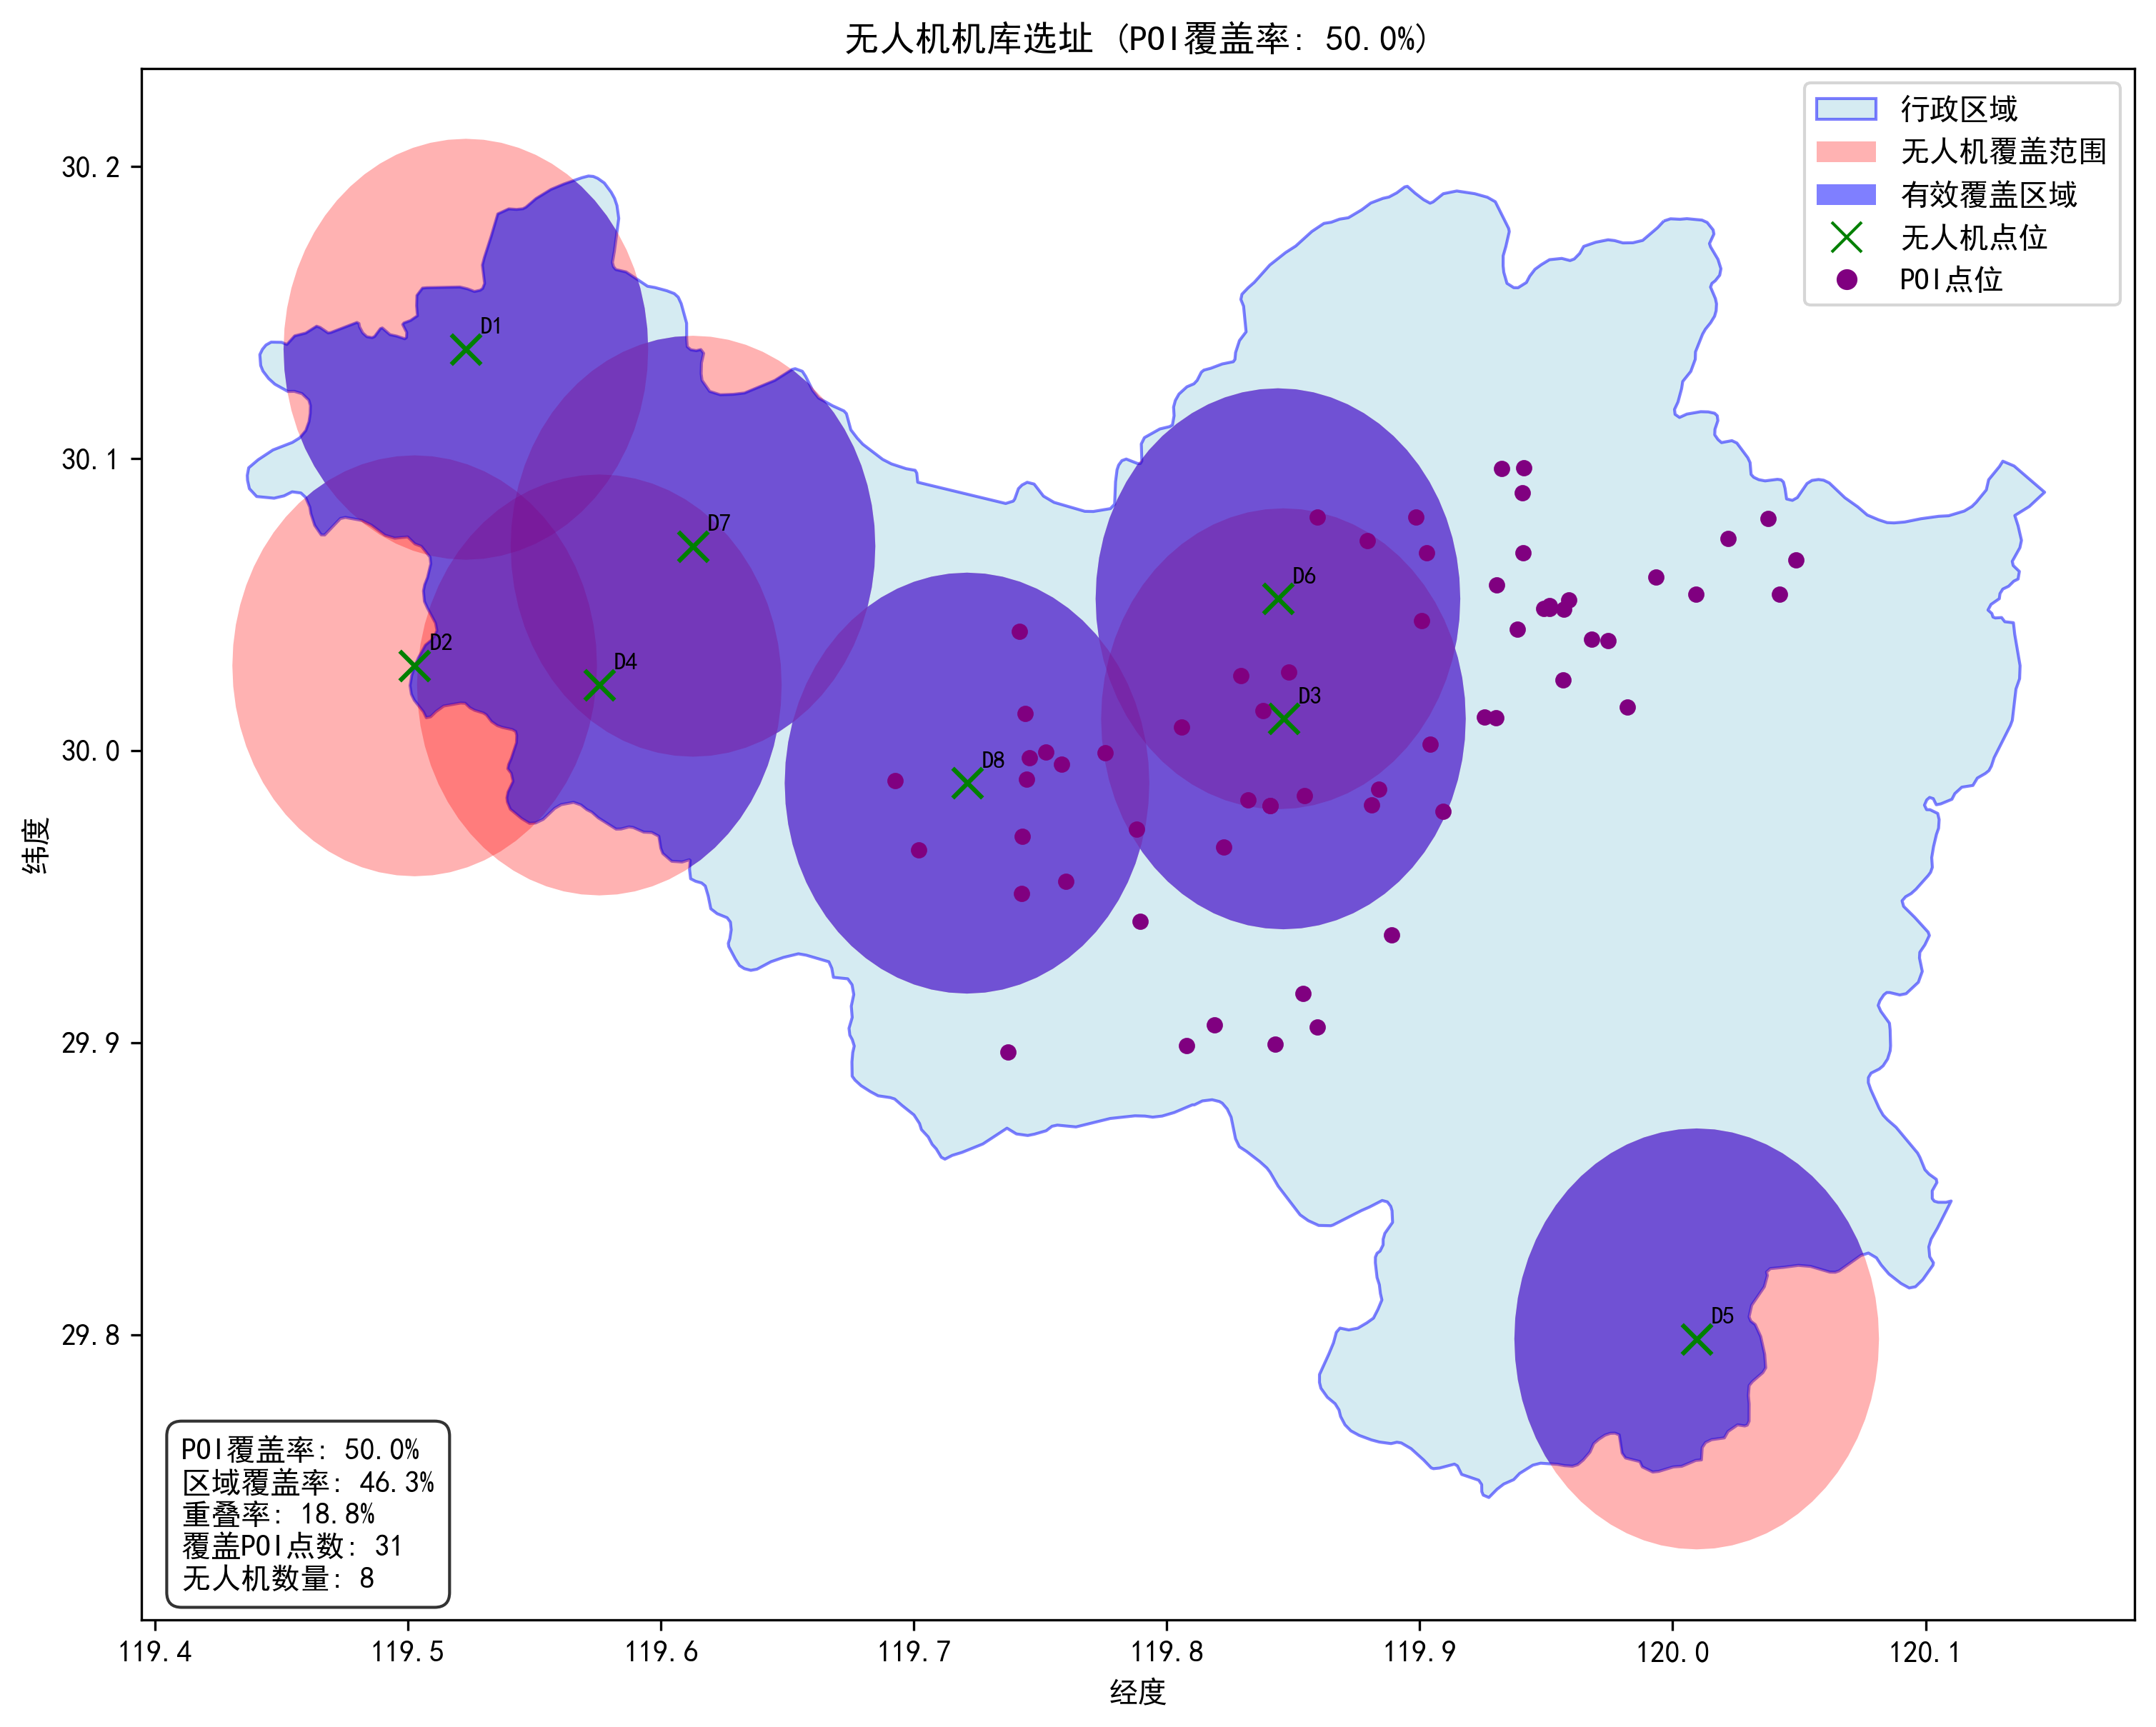 无人机机库选址 (POI覆盖率: 50.0%)
行政区域
无人机覆盖范围
有效覆盖区域
无人机点位
POI点位
30.2
30.1
30.0
29.9
29.8
纬度
D1
D7
D2
D4
D6
D3
D8
D5
POI覆盖率: 50.0%
区域覆盖率: 46.3%
重叠率: 18.8%
覆盖POI点数: 31
无人机数量: 8
119.4 119.5 119.6 119.7 119.8 119.9 120.0 120.1
经度